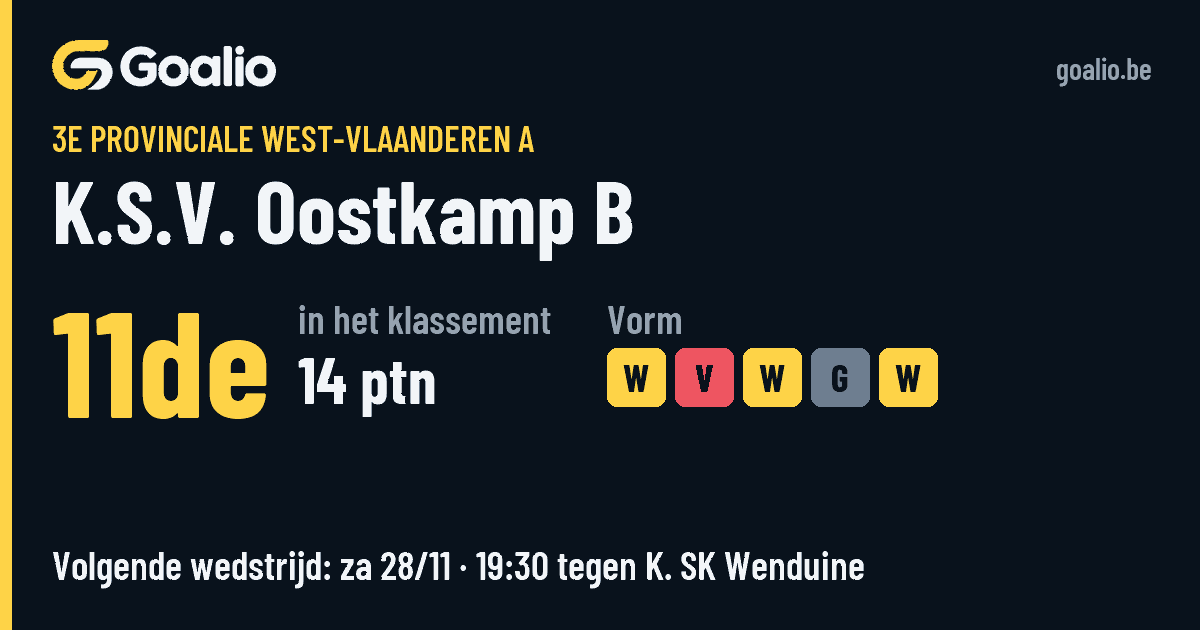 Goalio
goalio.be
3E PROVINCIALE WEST-VLAANDEREN A
K.S.V. Oostkamp B
11de
in het klassement
14 ptn
Vorm
W V W G W
Volgende wedstrijd: za 28/11 · 19:30 tegen K. SK Wenduine